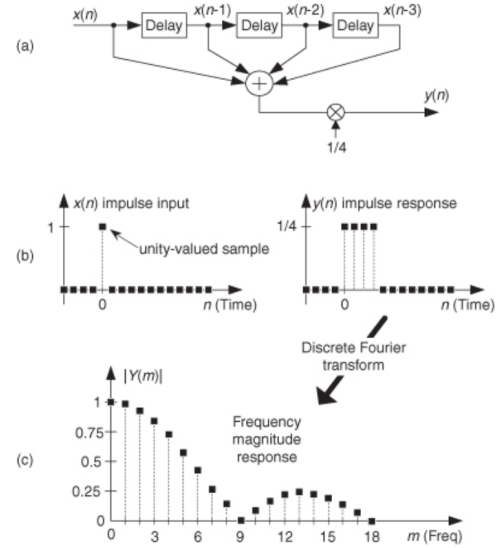 x(n) x(n-1) x(n-2) x(n-3)
Delay Delay Delay
(a)
+
y(n)
1/4
x(n) impulse input
1
unity-valued sample
0
n (Time)
(b)
y(n) impulse response
1/4
0
n (Time)
Discrete Fourier
transform
(c)
|Y(m)|
1
0.75
0.5
0.25
0
Frequency
magnitude
response
0 3 6 9 12 15 18 m (Freq)